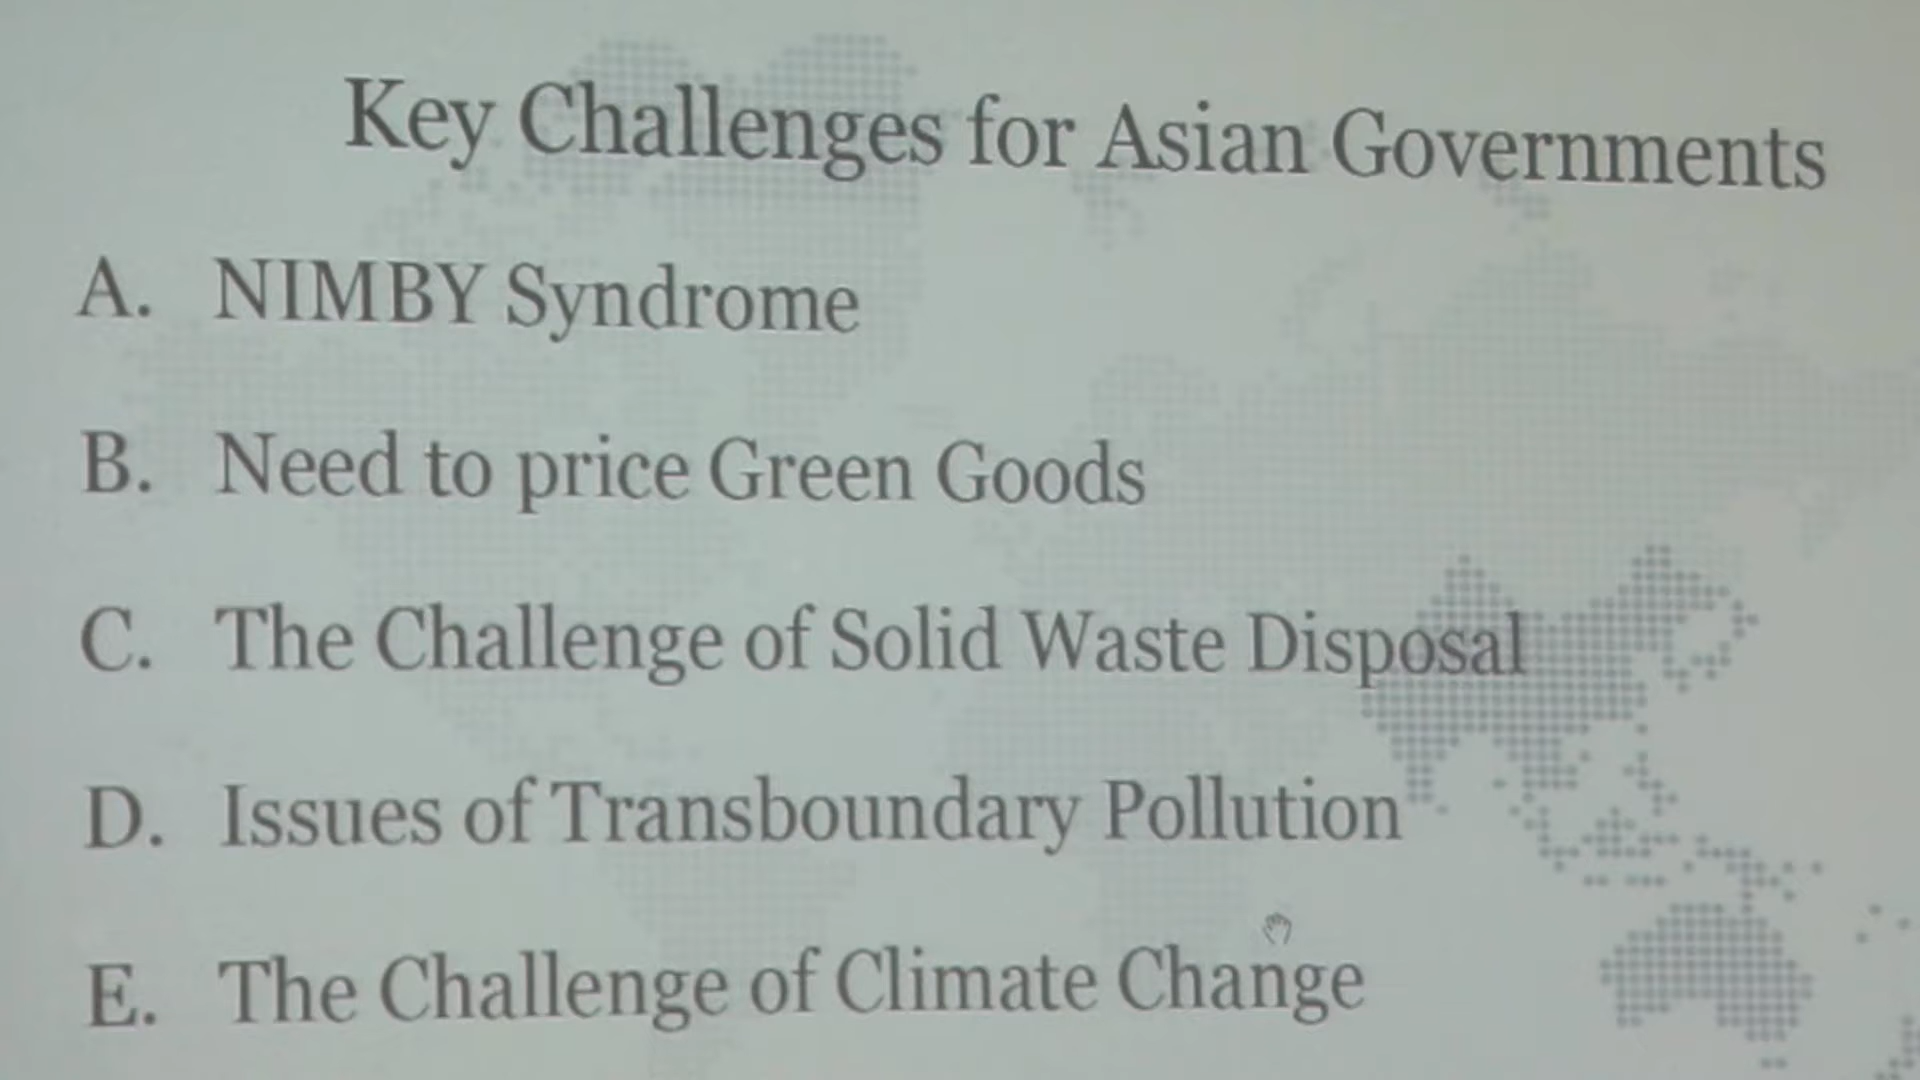 Key Challenges for Asian Governments
A. NIMBY Syndrome
B. Need to price Green Goods
C. The Challenge of Solid Waste Disposal
D. Issues of Transboundary Pollution
E. The Challenge of Climate Change